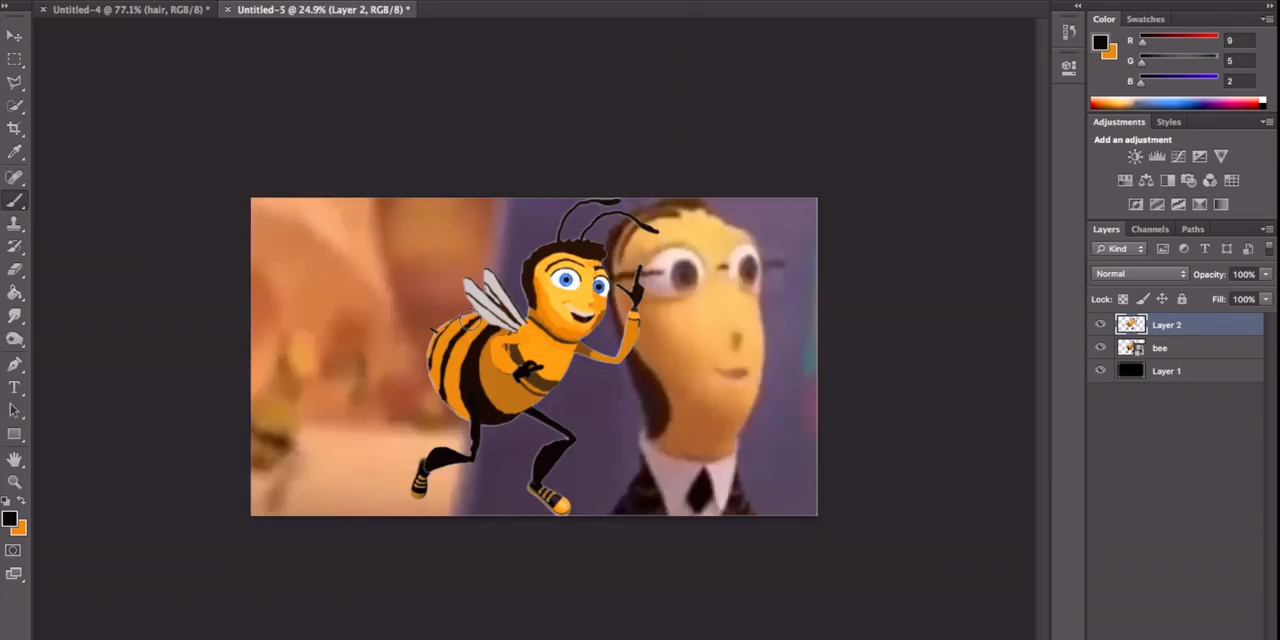 Untitled-4 @ 77.1% (hair, RGB/8) *
Untitled-5 @ 24.9% (Layer 2, RGB/8) *
Color
Swatches
R
9
G
5
B
2
Adjustments
Styles
Add an adjustment
Layers
Channels
Paths
Kind
Normal
Opacity:
100%
Lock:
Fill:
100%
Layer 2
bee
Layer 1